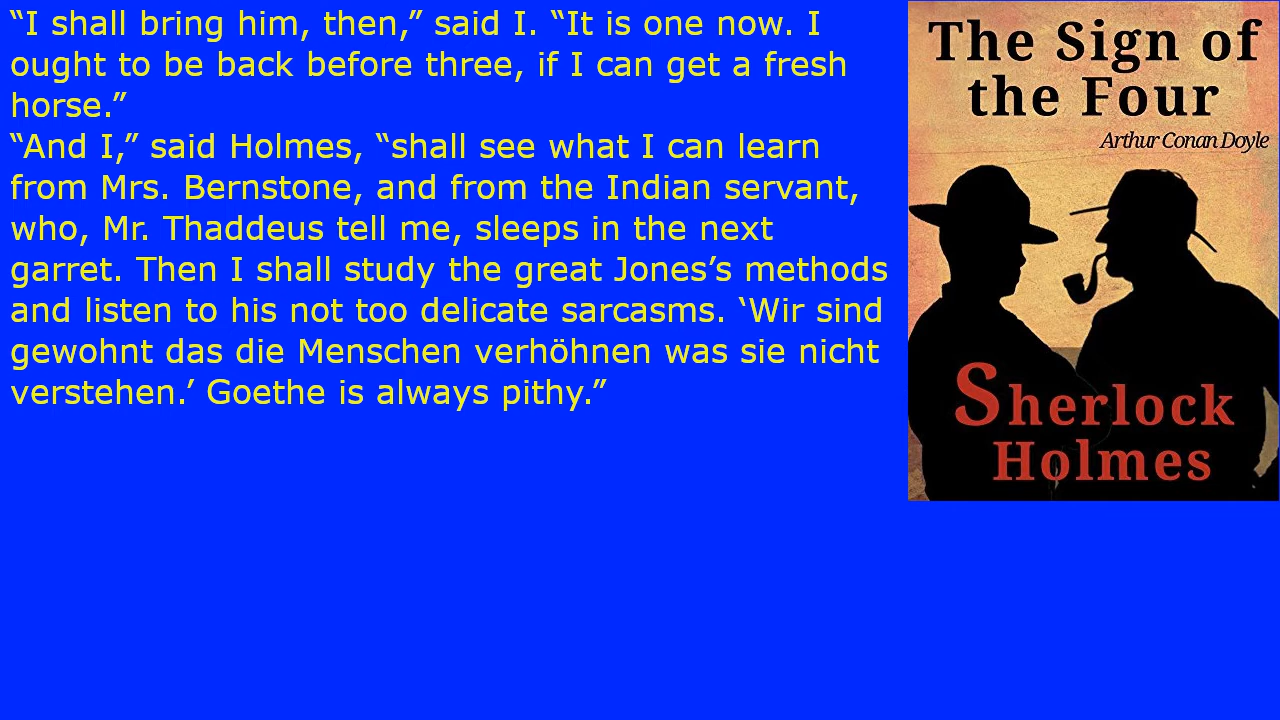 “I shall bring him, then,” said I. “It is one now. I
ought to be back before three, if I can get a fresh
horse.”
“And I,” said Holmes, “shall see what I can learn
from Mrs. Bernstone, and from the Indian servant,
who, Mr. Thaddeus tell me, sleeps in the next
garret. Then I shall study the great Jones’s methods
and listen to his not too delicate sarcasms. ‘Wir sind
gewohnt das die Menschen verhöhnen was sie nicht
verstehen.’ Goethe is always pithy.”
The Sign of
the Four
Arthur Conan Doyle
Sherlock
Holmes